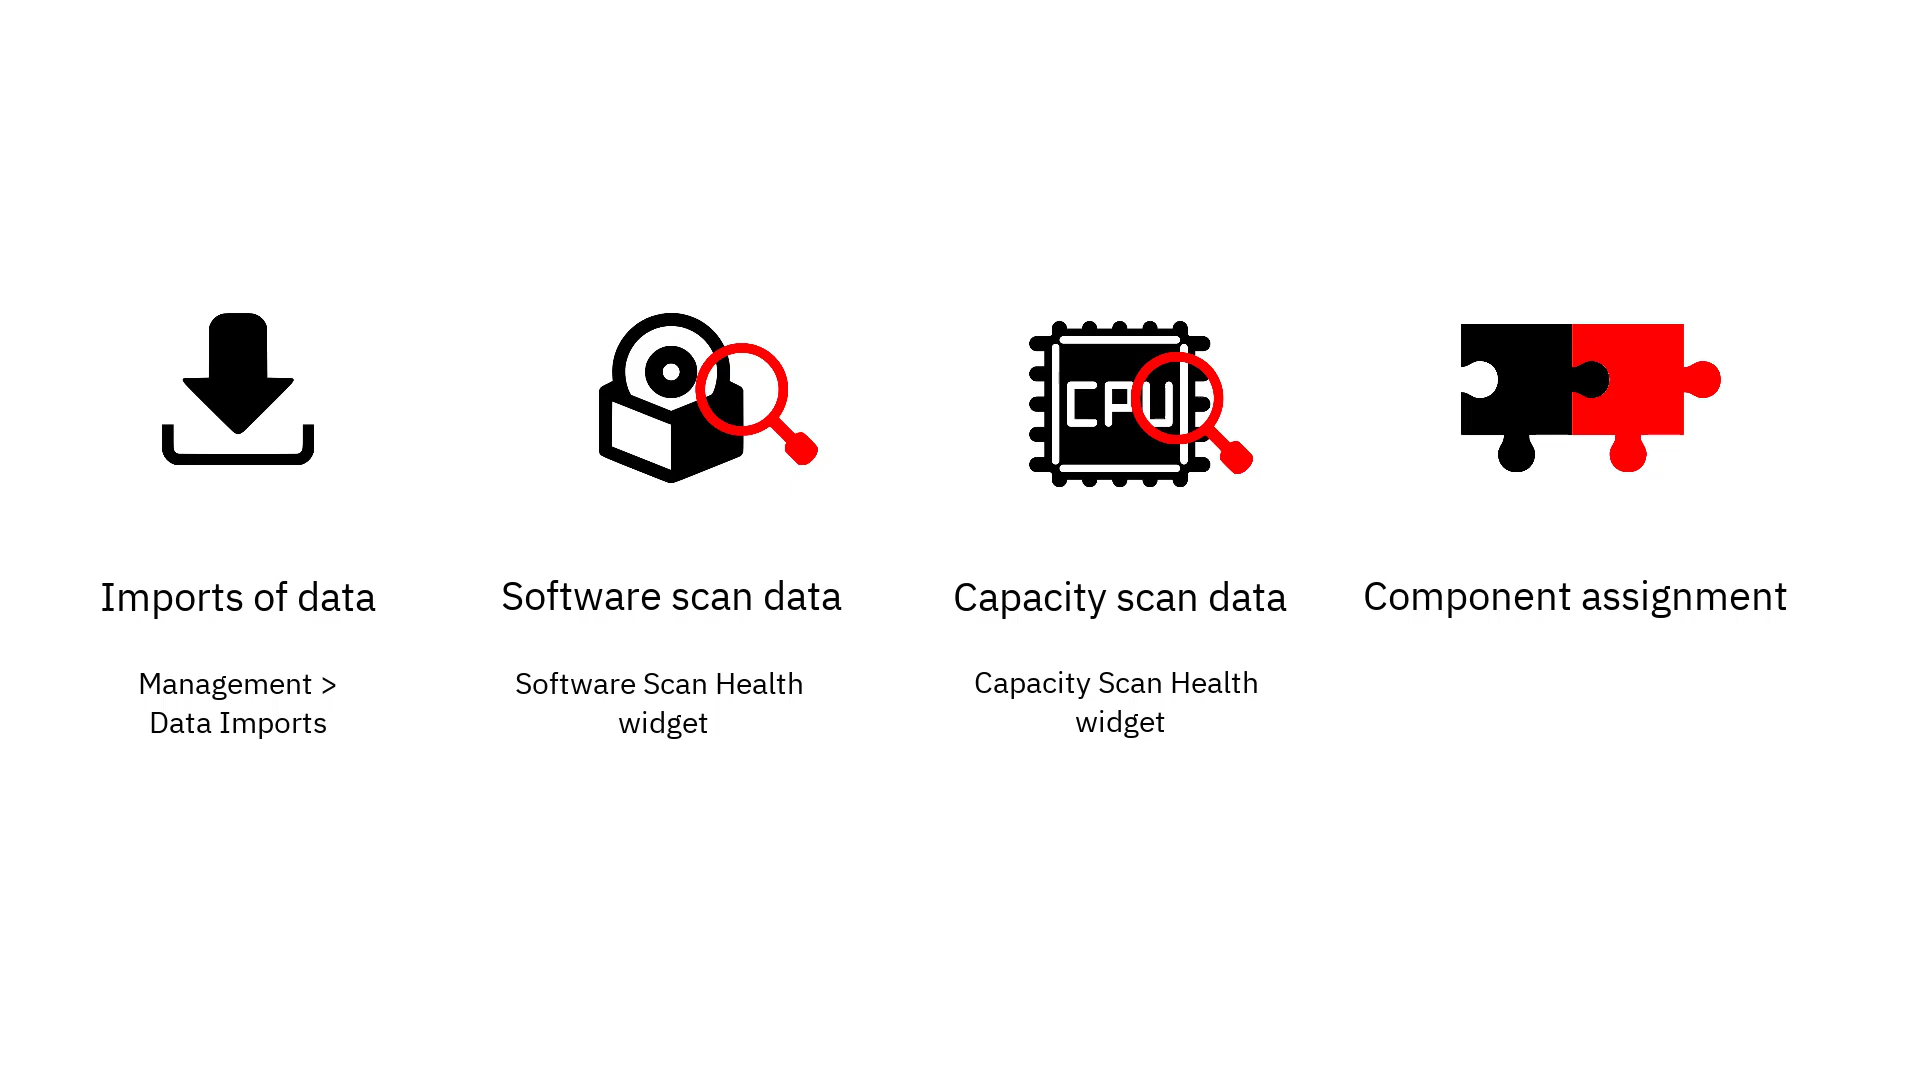 CPU
Imports of data
Software scan data
Capacity scan data
Component assignment
Management >
Data Imports
Software Scan Health
widget
Capacity Scan Health
widget